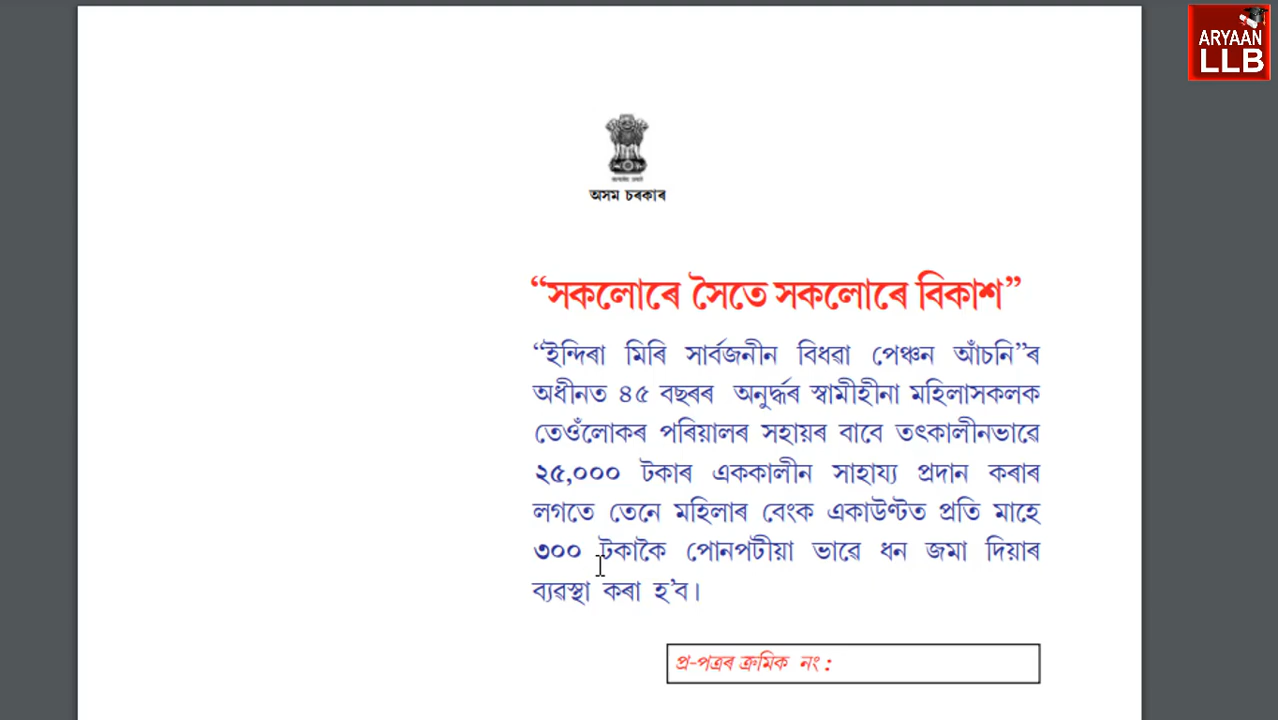 ARYAAN
LLB
অসম চৰকাৰ
“সকলোৰে সৈতে সকলোৰে বিকাশ”
“ইন্দিৰা মিৰি সাৰ্বজনীন বিধৱা পেঞ্চন আঁচনি”ৰ
অধীনত ৪৫ বছৰৰ অনুৰ্দ্ধৰ স্বামীহীনা মহিলাসকলক
তেওঁলোকৰ পৰিয়ালৰ সহায়ৰ বাবে তৎকালীনভাৱে
২৫,০০০ টকাৰ এককালীন সাহায্য প্ৰদান কৰাৰ
লগতে তেনে মহিলাৰ বেংক একাউণ্টত প্ৰতি মাহে
৩০০ টকাকৈ পোনপটীয়া ভাৱে ধন জমা দিয়াৰ
ব্যৱস্থা কৰা হ’ব।
প্ৰ-পত্ৰৰ ক্ৰমিক নং :